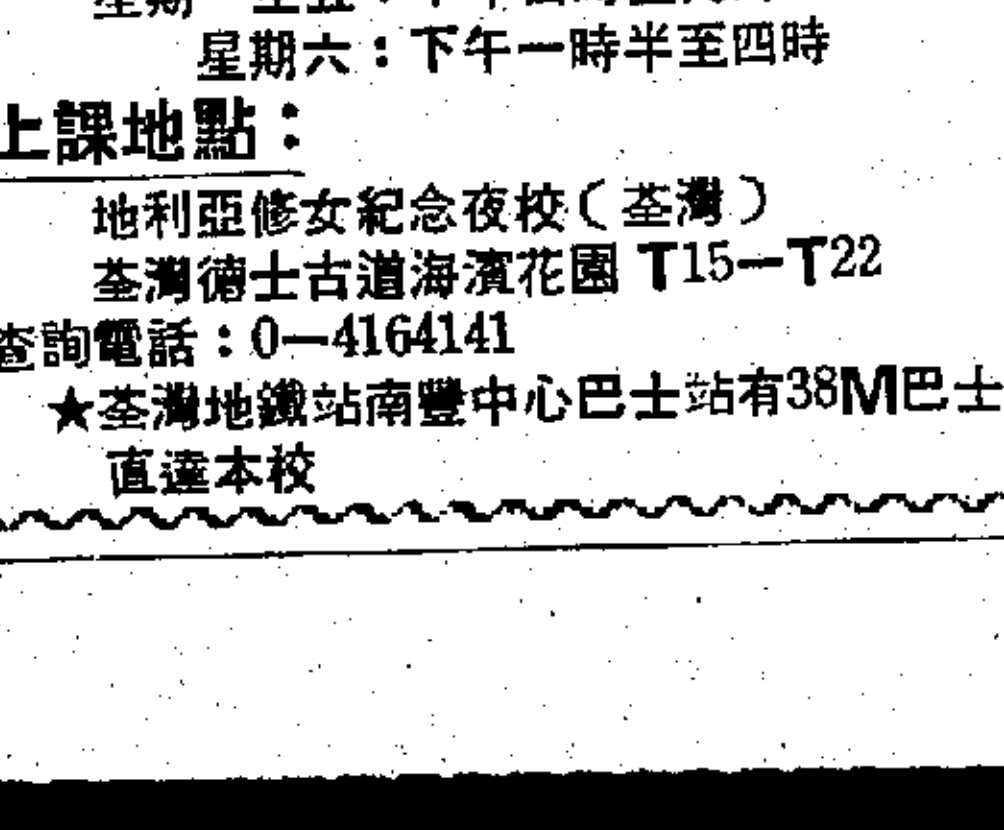 星期六：下午一時半至四時
上課地點：
地利亞修女紀念夜校（荃灣）
荃灣德士古道海濱花園 T15—T22
查詢電話：0—4164141
★荃灣地鐵站南豐中心巴士站有38M巴士
直達本校